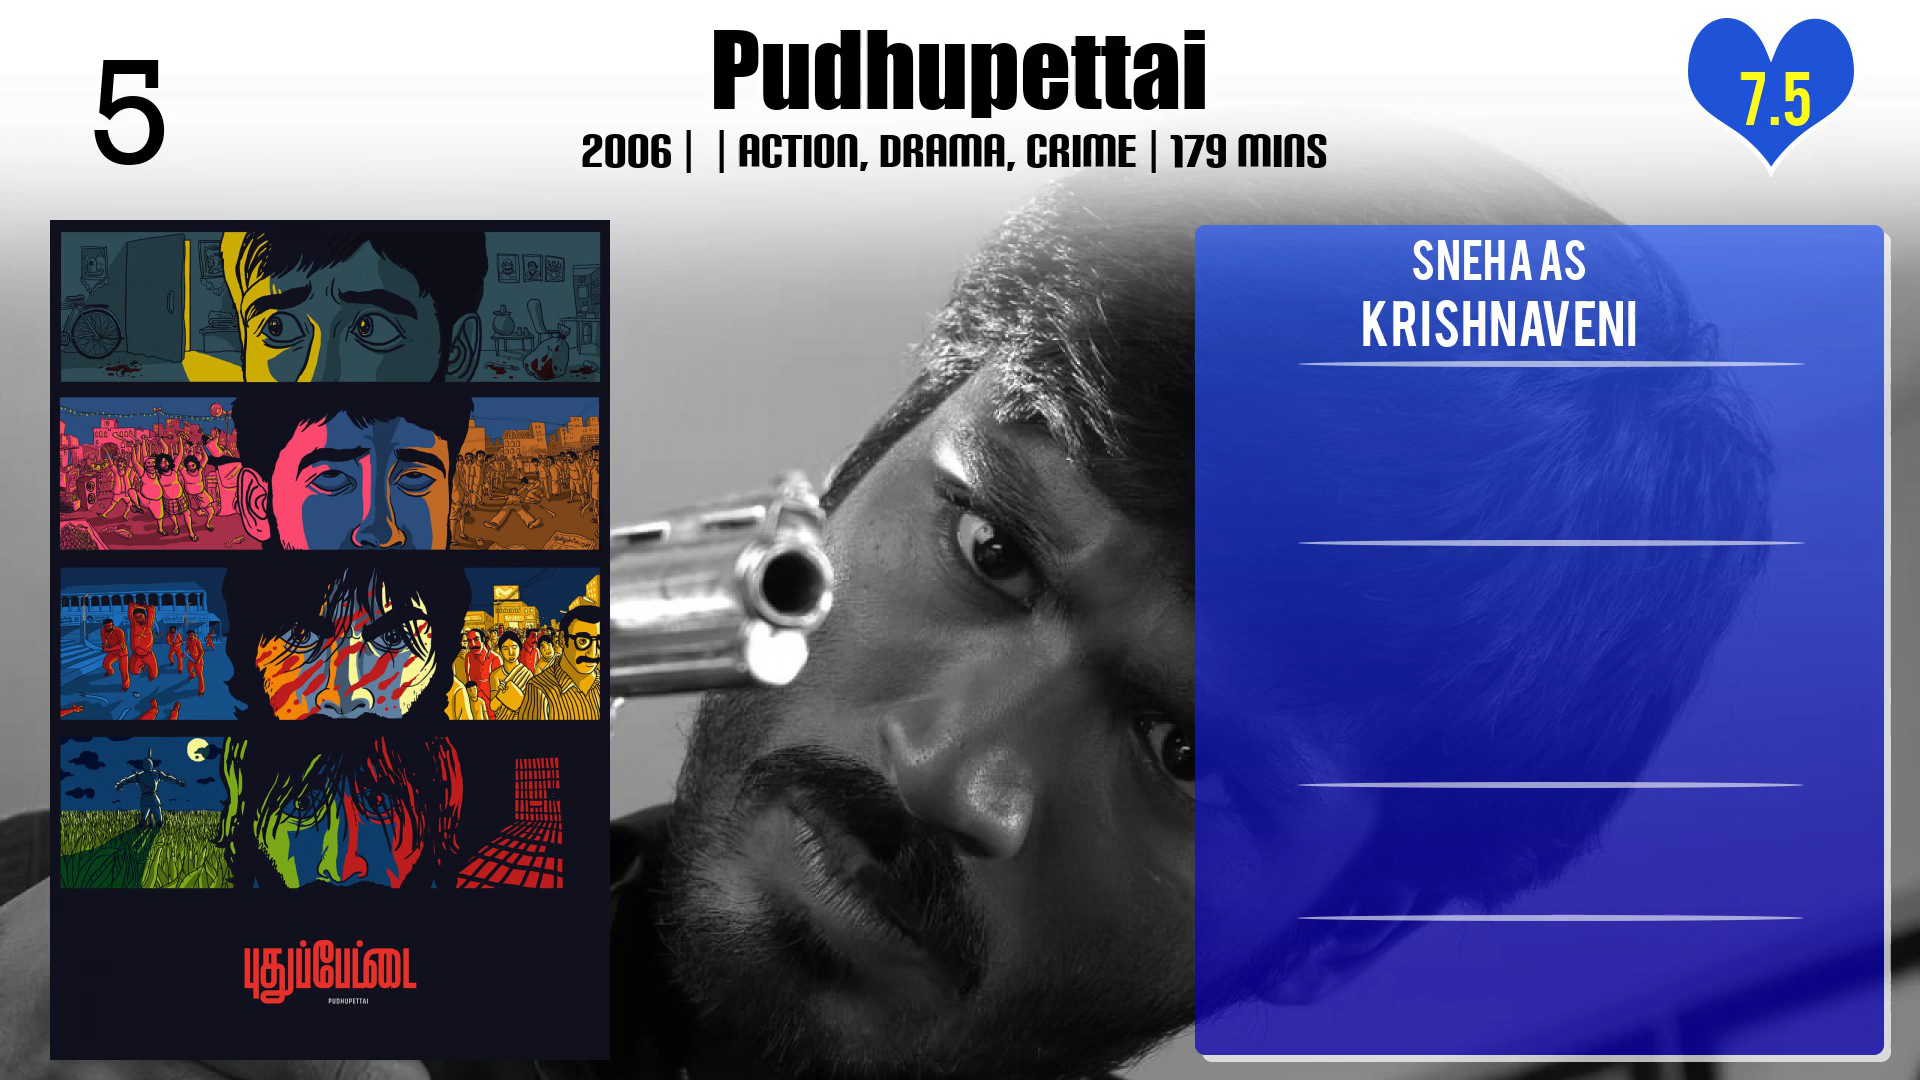 5
Pudhupettai
2006 | | ACTION, DRAMA, CRIME | 179 MINS
7.5
SNEHA AS
KRISHNAVENI
புதுப்பேட்டை
PUDHUPETTAI